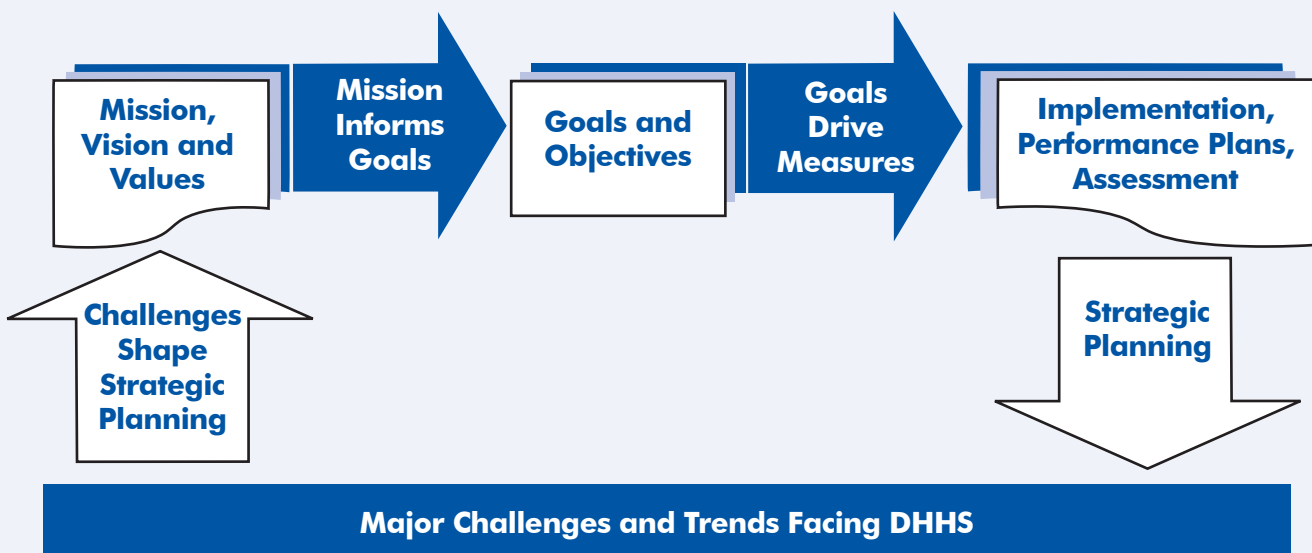 Mission,
Vision and
Values
Mission
Informs
Goals
Goals and
Objectives
Goals
Drive
Measures
Implementation,
Performance Plans,
Assessment
Challenges
Shape
Strategic
Planning
Strategic
Planning
Major Challenges and Trends Facing DHHS